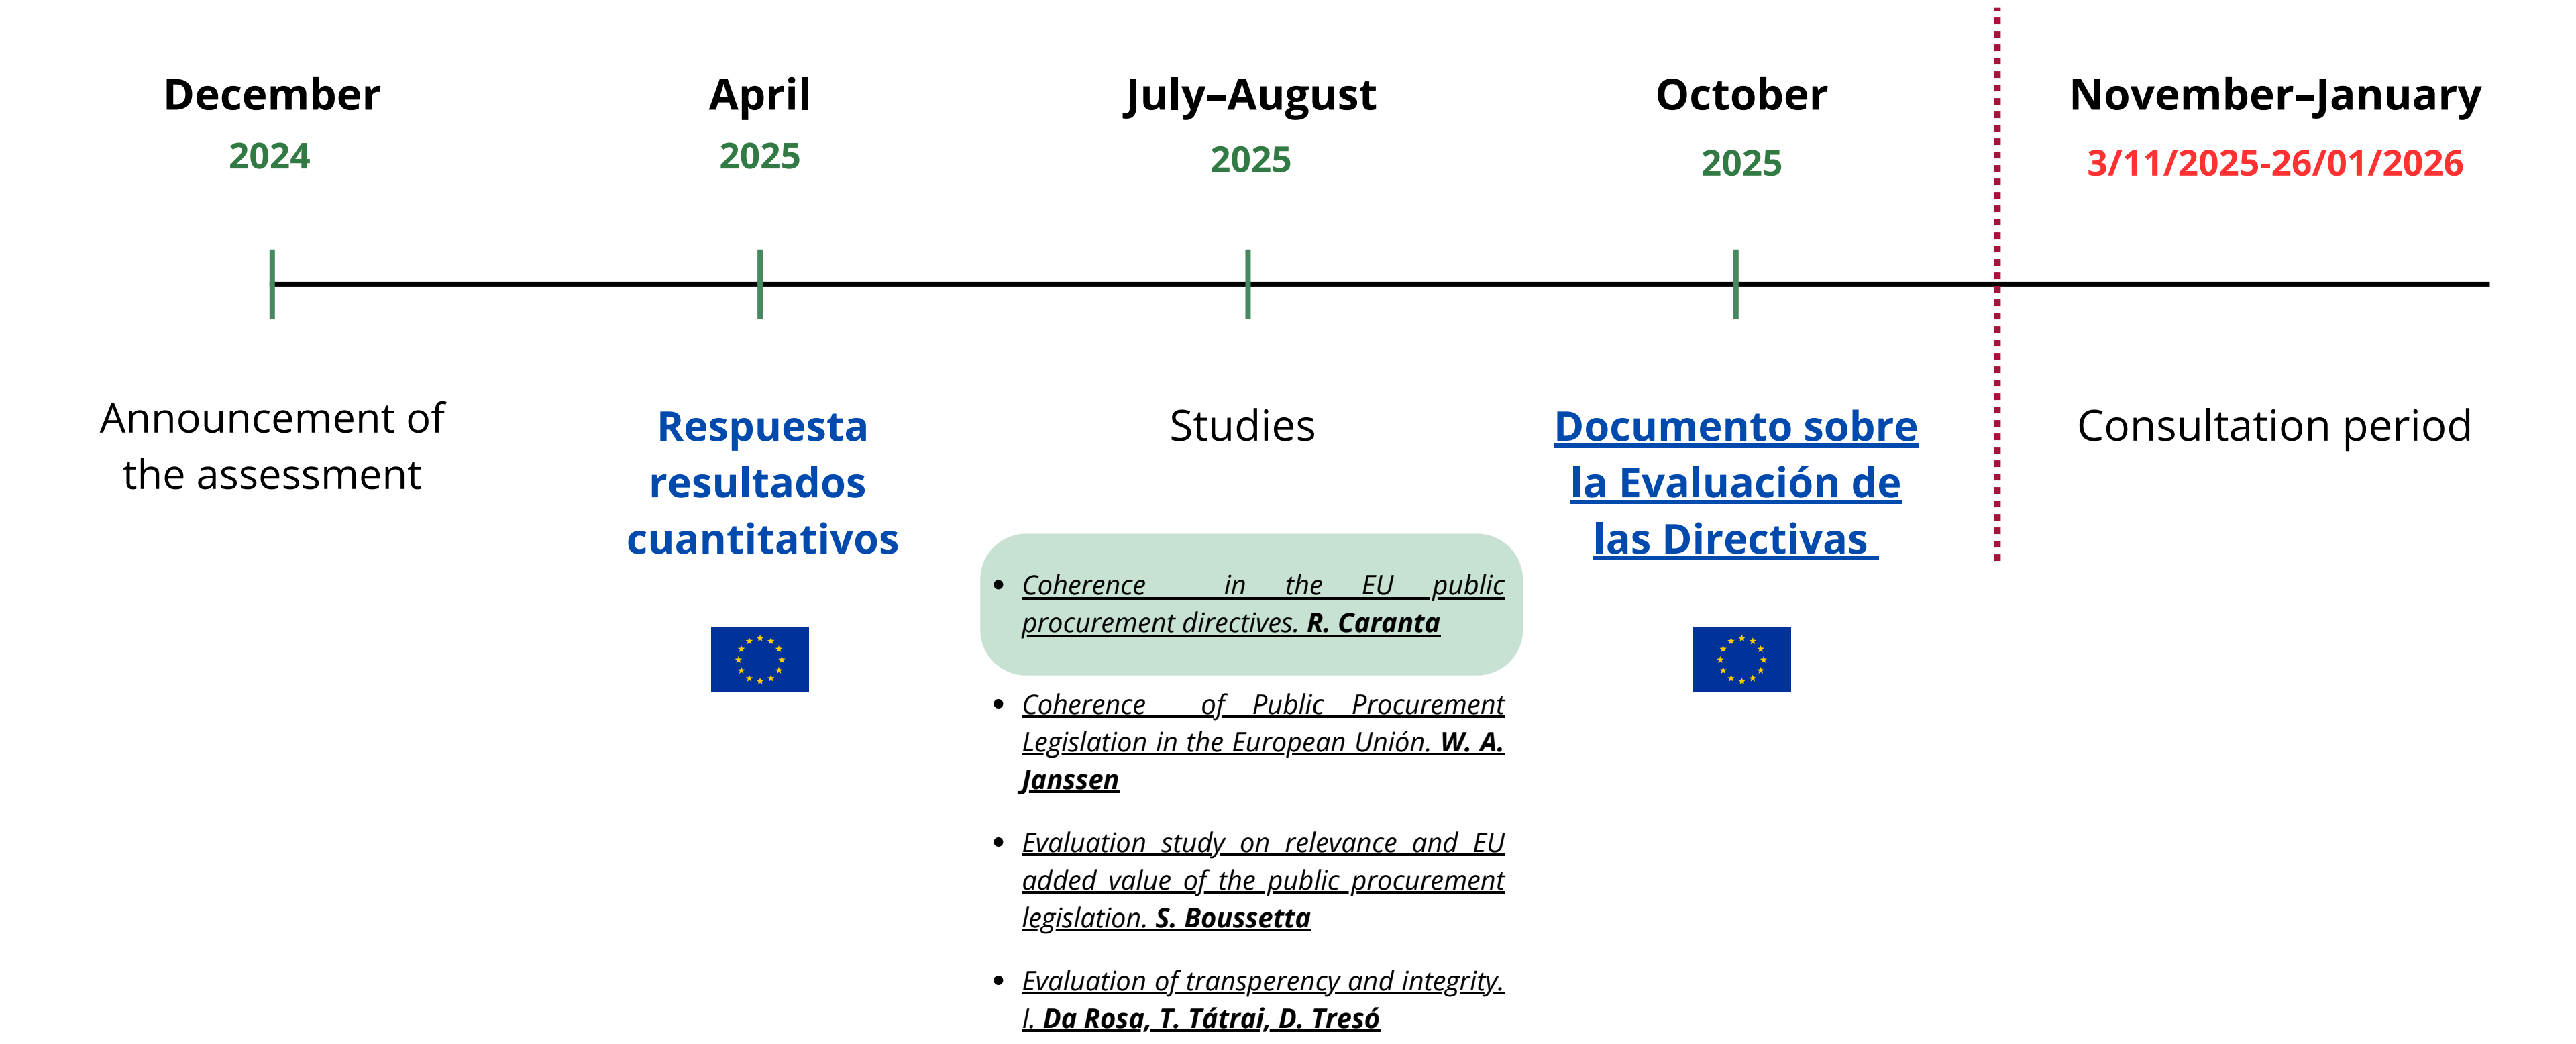 December
2024
Announcement of
the assessment
April
2025
Respuesta
resultados
cuantitativos
July–August
2025
Studies
• Coherence in the EU public
procurement directives. R. Caranta
• Coherence of Public Procurement
Legislation in the European Unión. W. A.
Janssen
• Evaluation study on relevance and EU
added value of the public procurement
legislation. S. Boussetta
• Evaluation of transperency and integrity.
I. Da Rosa, T. Tátrai, D. Tresó
October
2025
Documento sobre
la Evaluación de
las Directivas
November–January
3/11/2025-26/01/2026
Consultation period